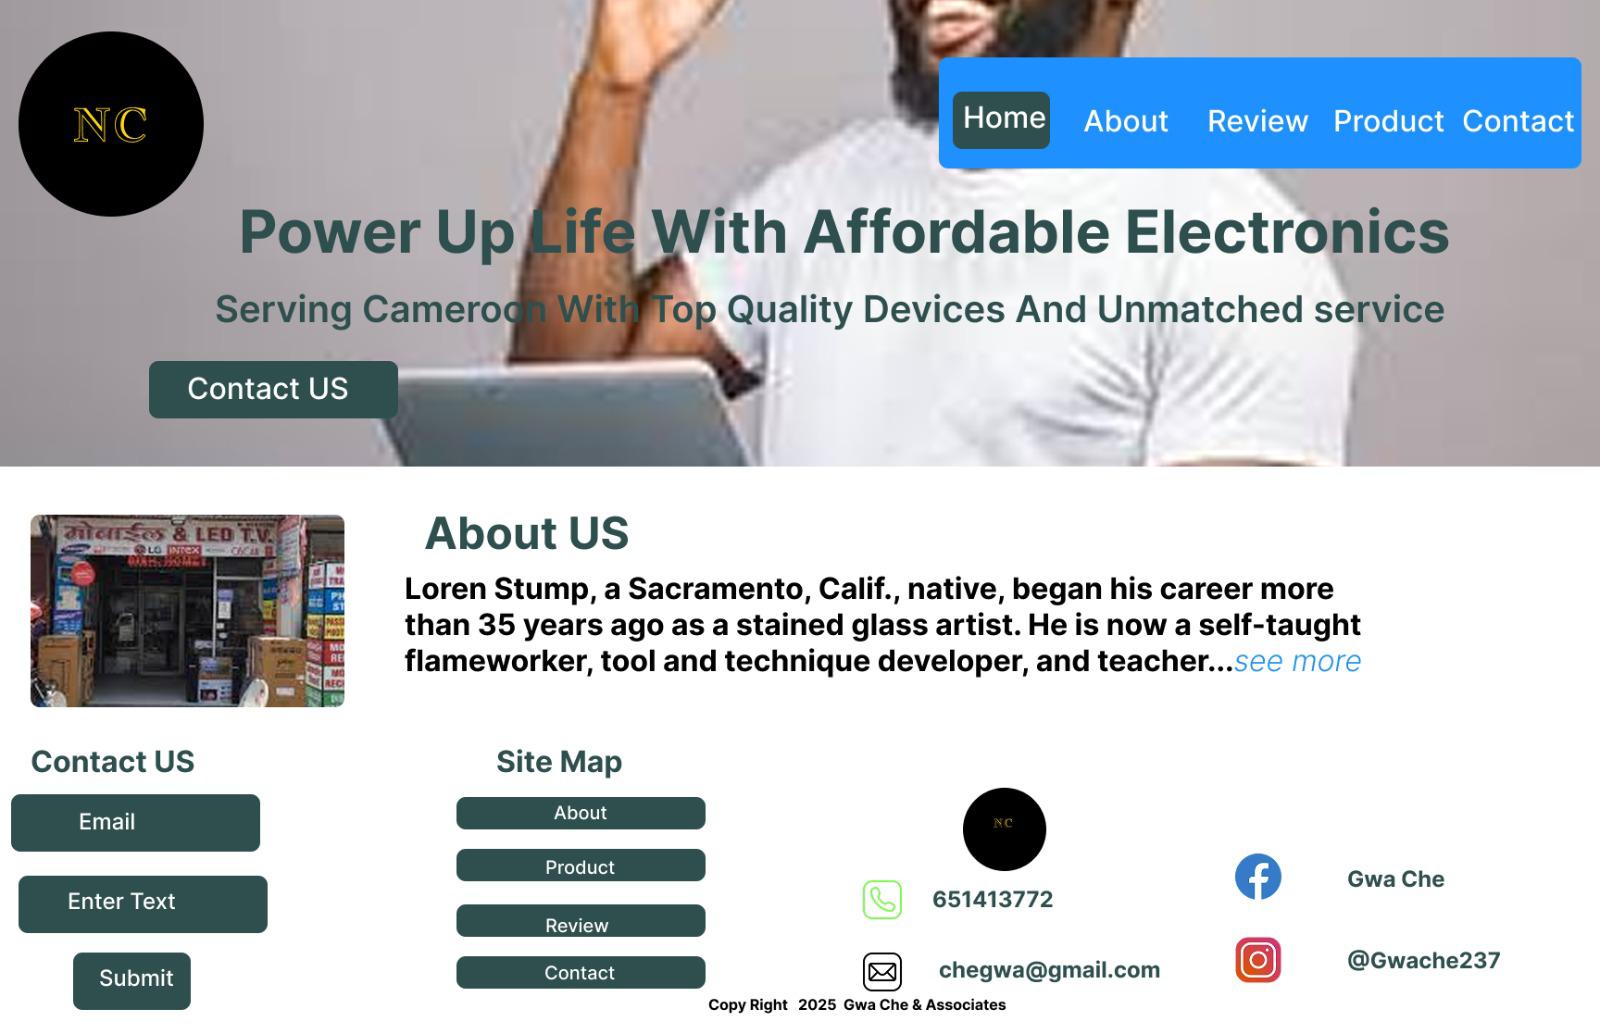 NC
Home About Review Product Contact
Power Up Life With Affordable Electronics
Serving Cameroon With Top Quality Devices And Unmatched service
Contact US
मोबाईल & LED T.V.
LG INTEX OSCAR
About US
Loren Stump, a Sacramento, Calif., native, began his career more
than 35 years ago as a stained glass artist. He is now a self-taught
flameworker, tool and technique developer, and teacher...see more
Contact US
Email
Enter Text
Submit
Site Map
About
Product
Review
Contact
NC
651413772
chegwa@gmail.com
Gwa Che
@Gwache237
Copy Right 2025 Gwa Che & Associates